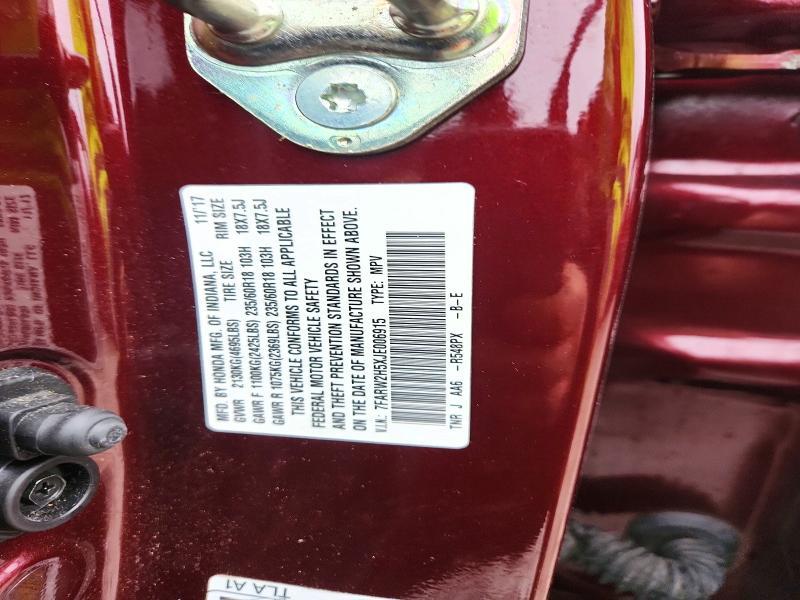 MFD. BY HONDA MFG. OF INDIANA, LLC 11/17
GVWR 2130KG(4695LBS) TIRE SIZE RIM SIZE
GAWR F 1100KG(2425LBS) 235/60R18 103H 18X7.5J
GAWR R 1075KG(2369LBS) 235/60R18 103H 18X7.5J
THIS VEHICLE CONFORMS TO ALL APPLICABLE
FEDERAL MOTOR VEHICLE SAFETY
AND THEFT PREVENTION STANDARDS IN EFFECT
ON THE DATE OF MANUFACTURE SHOWN ABOVE.
V.I.N.: 7FARW2H5XJE006915 TYPE: MPV
TNR J AA6 -R548PX -B-E
TLA A1